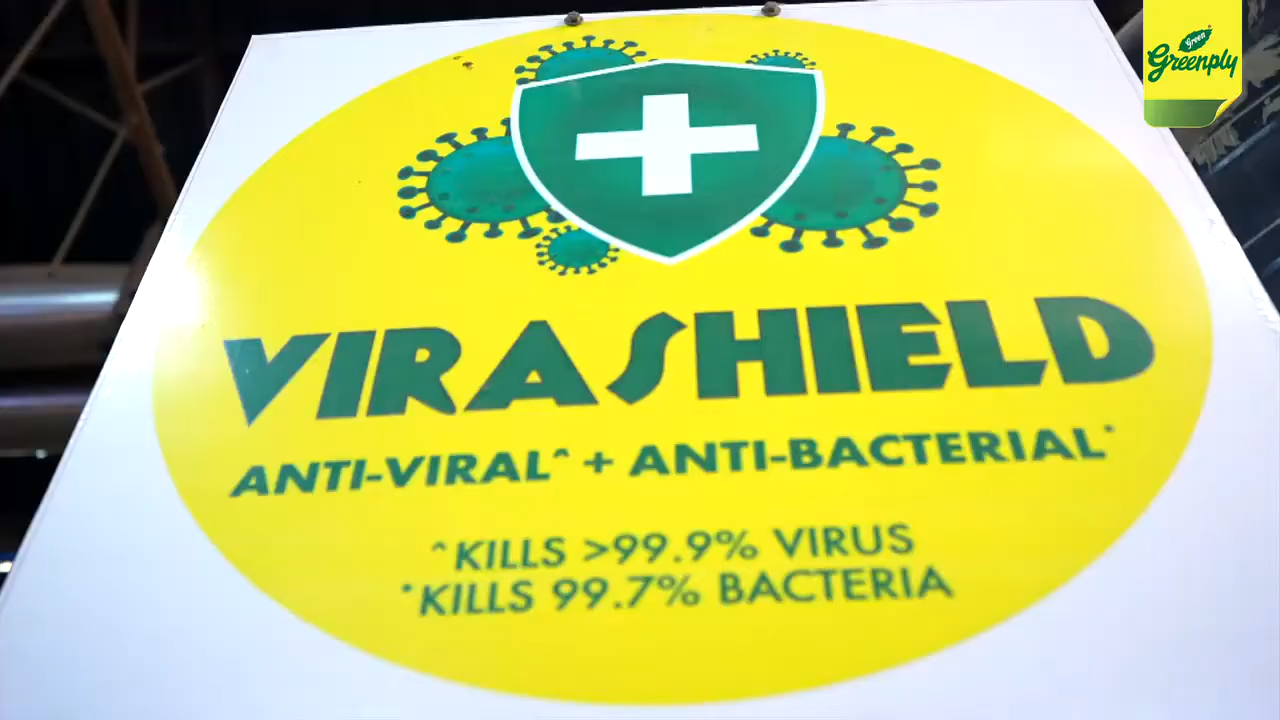 Green
Greenply
VIRASHIELD
ANTI-VIRAL^ + ANTI-BACTERIAL*
^KILLS >99.9% VIRUS
*KILLS 99.7% BACTERIA